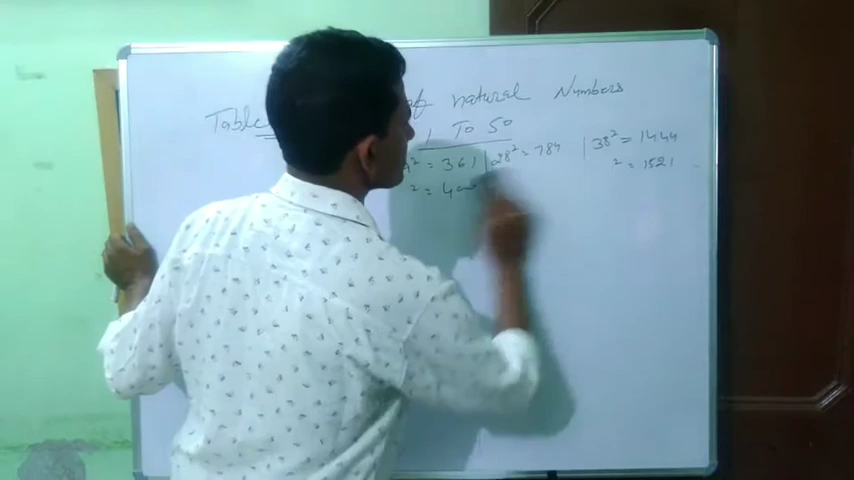 Table of natural Numbers
1 To 50
² = 361 | 28² = 784 | 38² = 1444
² = 400 ² = 1521